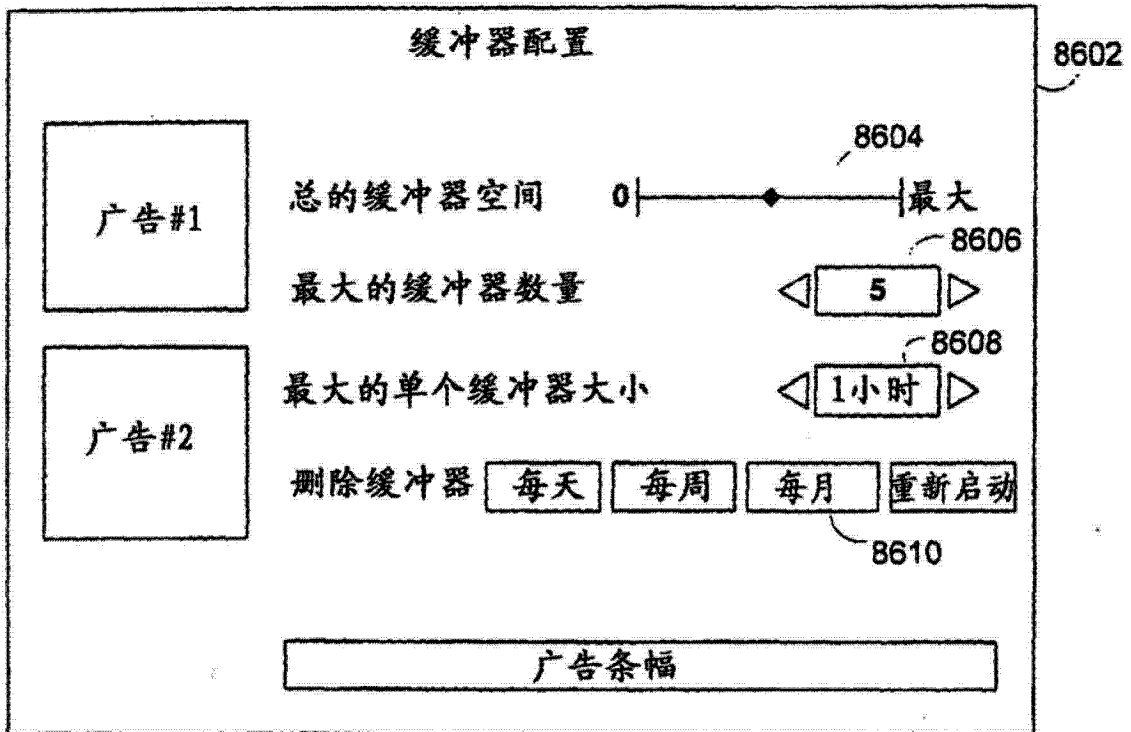 缓冲器配置
8602
广告#1
8604
总的缓冲器空间 0 最大
8606
最大的缓冲器数量 5
8608
广告#2
最大的单个缓冲器大小 1小时
删除缓冲器 每天 每周 每月 重新启动
8610
广告条幅